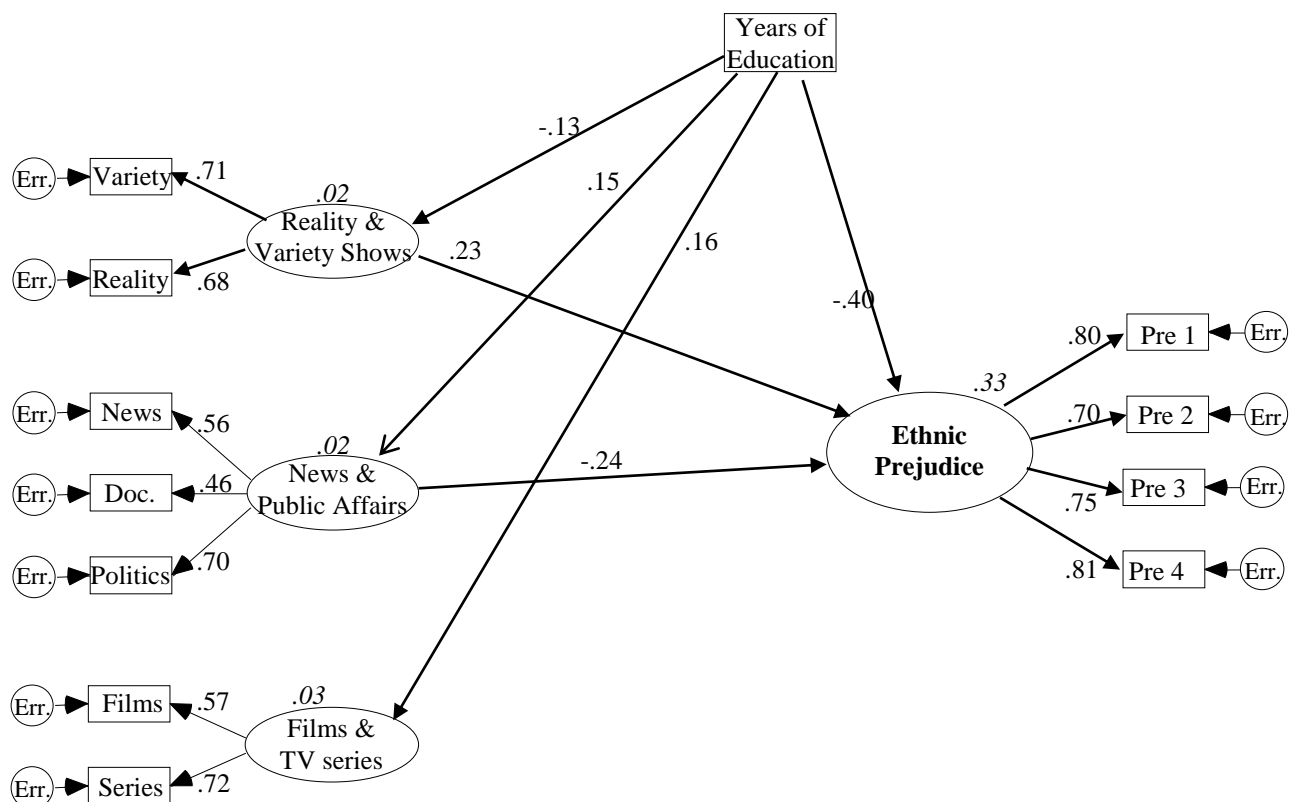 Years of
Education
-.13
.15
.16
-.40
Err.
Variety
.71
.02
Reality &
Variety Shows
.23
Err.
Reality
.68
.33
Ethnic
Prejudice
.80
Pre 1
Err.
.70
Pre 2
Err.
.75
Pre 3
Err.
.81
Pre 4
Err.
Err.
News
.56
.02
News &
Public Affairs
-.24
Err.
Doc.
.46
Err.
Politics
.70
Err.
Films
.57
.03
Films &
TV series
Err.
Series
.72